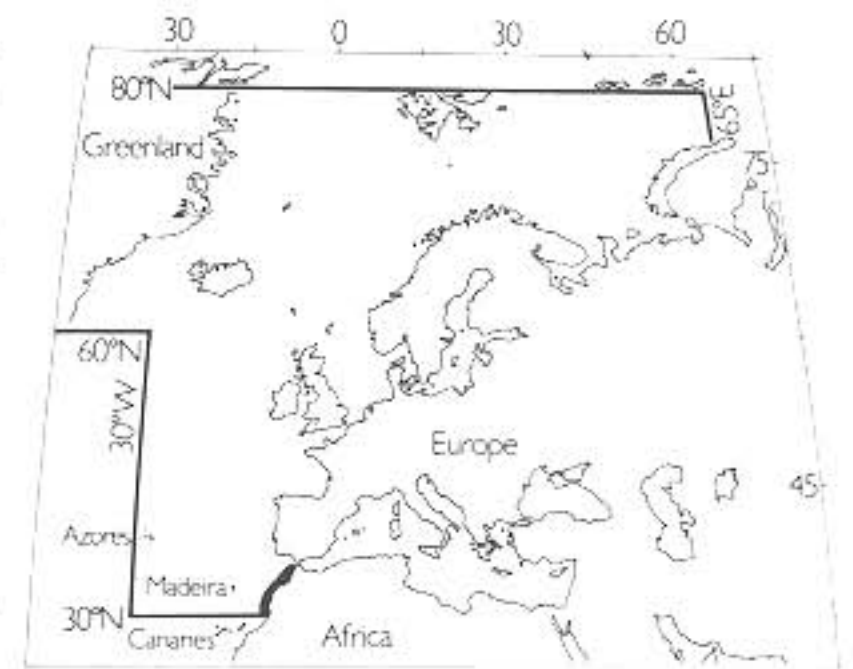 30 0 30 60
80°N
65°E
Greenland
75
60°N
30°W
Europe
45
Azores
Madeira
30°N
Canaries
Africa